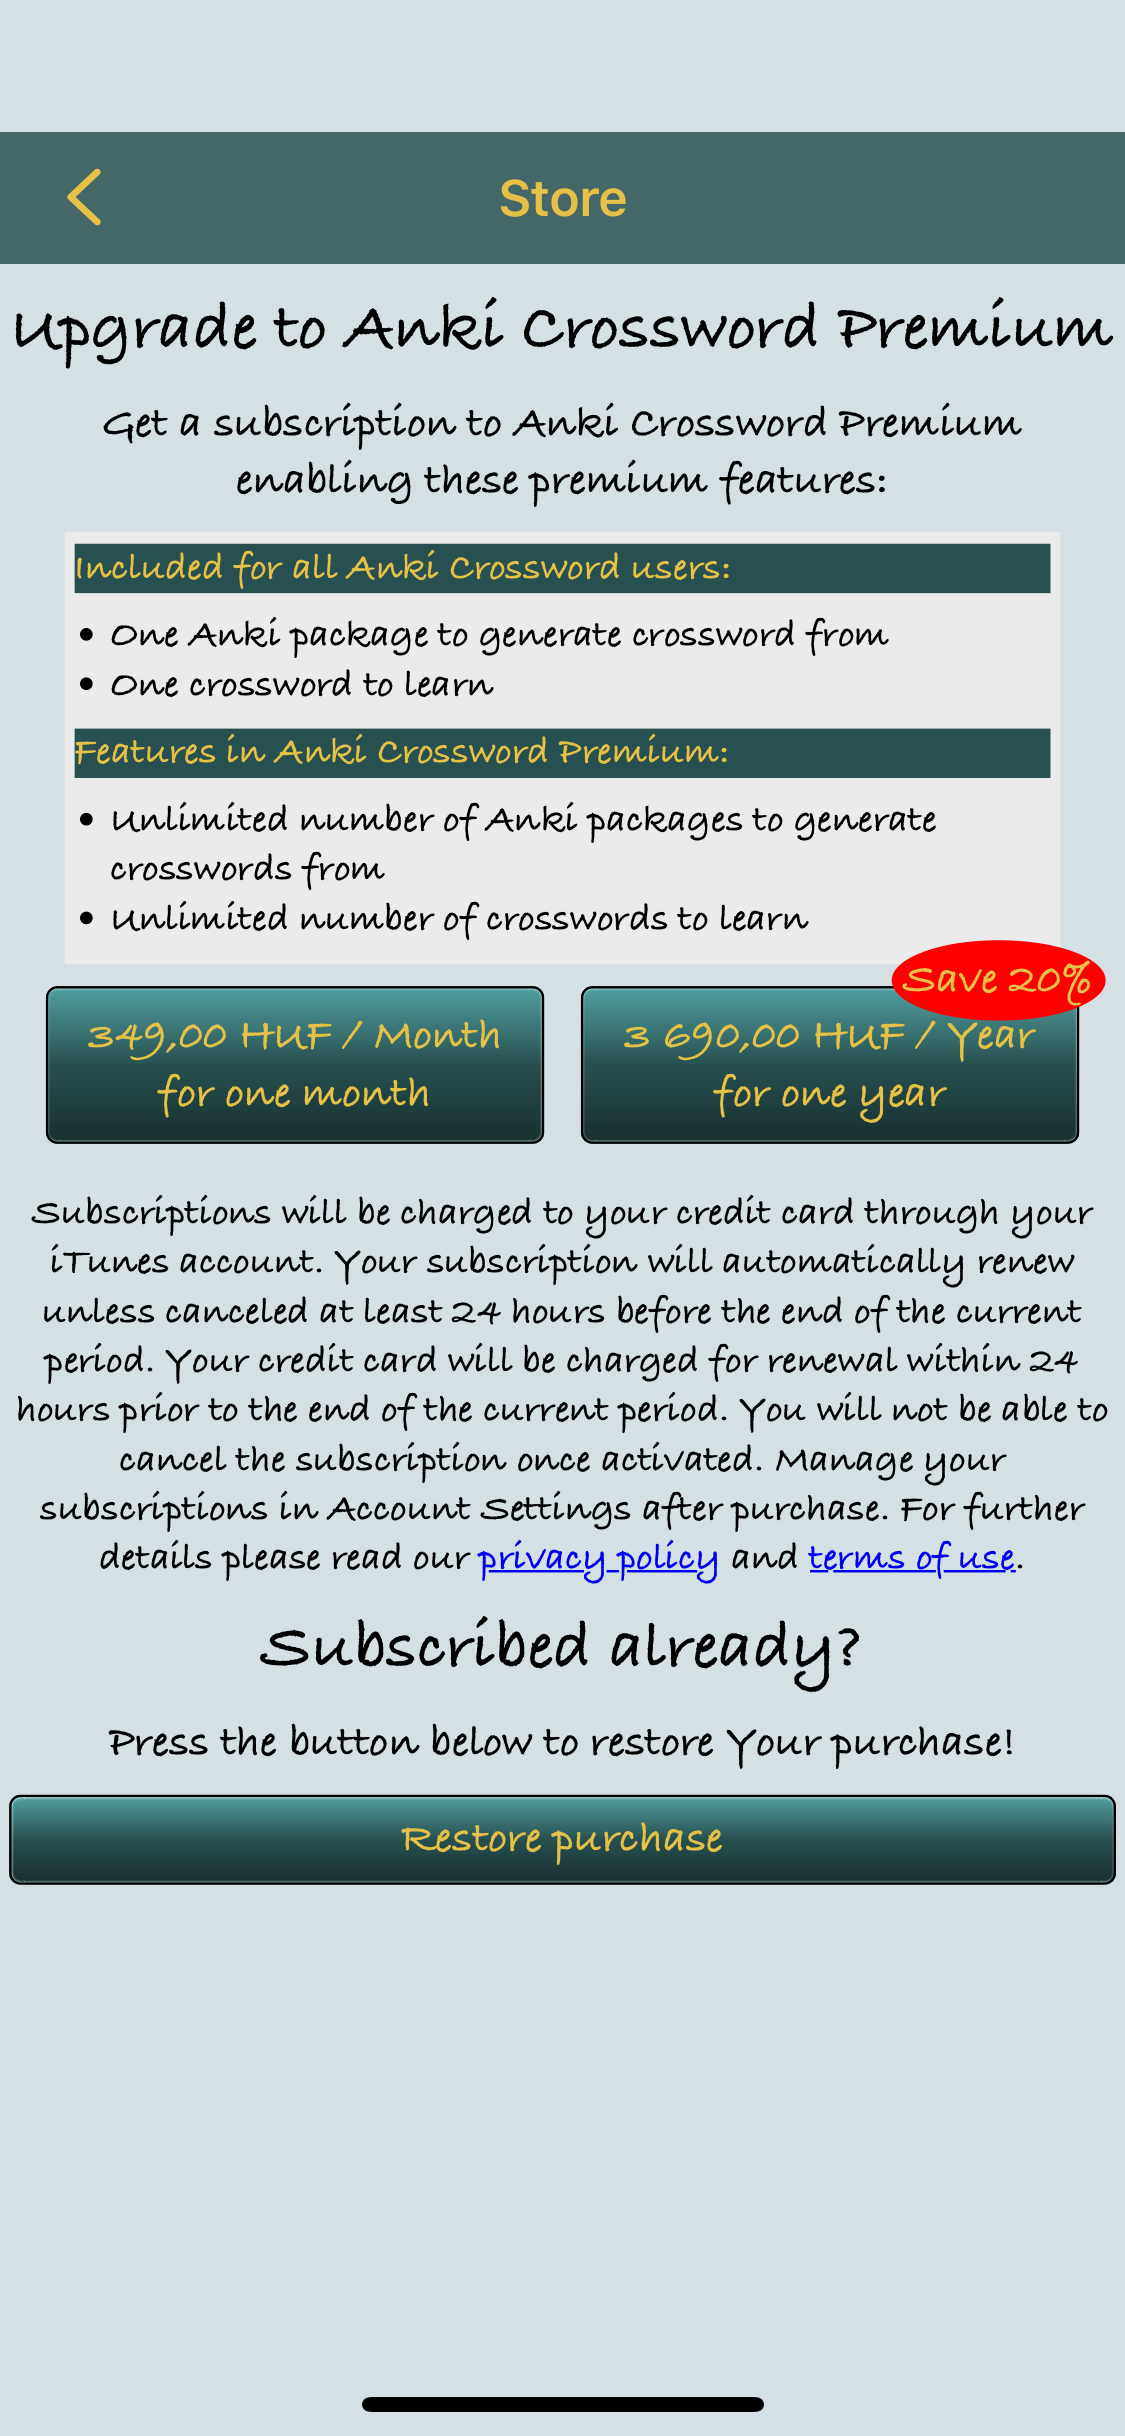 Store
Upgrade to Anki Crossword Premium
Get a subscription to Anki Crossword Premium
enabling these premium features:
Included for all Anki Crossword users:
• One Anki package to generate crossword from
• One crossword to learn
Features in Anki Crossword Premium:
• Unlimited number of Anki packages to generate
crosswords from
• Unlimited number of crosswords to learn
Save 20%
349,00 HUF / Month
for one month
3 690,00 HUF / Year
for one year
Subscriptions will be charged to your credit card through your
iTunes account. Your subscription will automatically renew
unless canceled at least 24 hours before the end of the current
period. Your credit card will be charged for renewal within 24
hours prior to the end of the current period. You will not be able to
cancel the subscription once activated. Manage your
subscriptions in Account Settings after purchase. For further
details please read our privacy policy and terms of use.
Subscribed already?
Press the button below to restore Your purchase!
Restore purchase